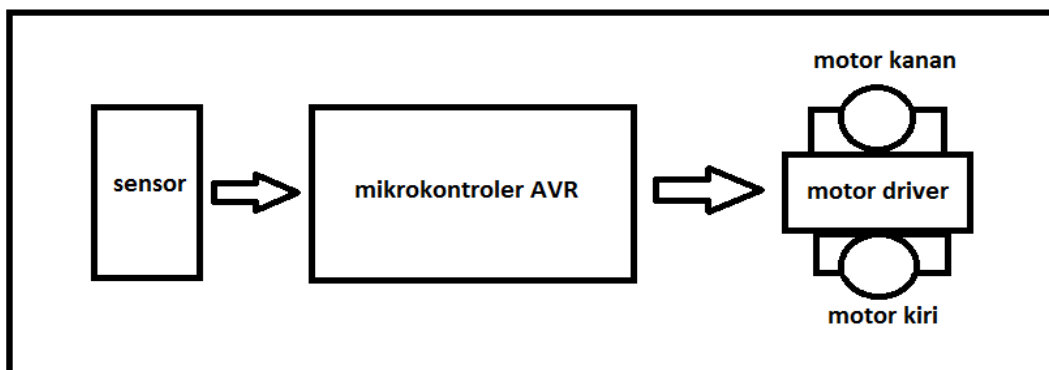 motor kanan
sensor
mikrokontroler AVR
motor driver
motor kiri